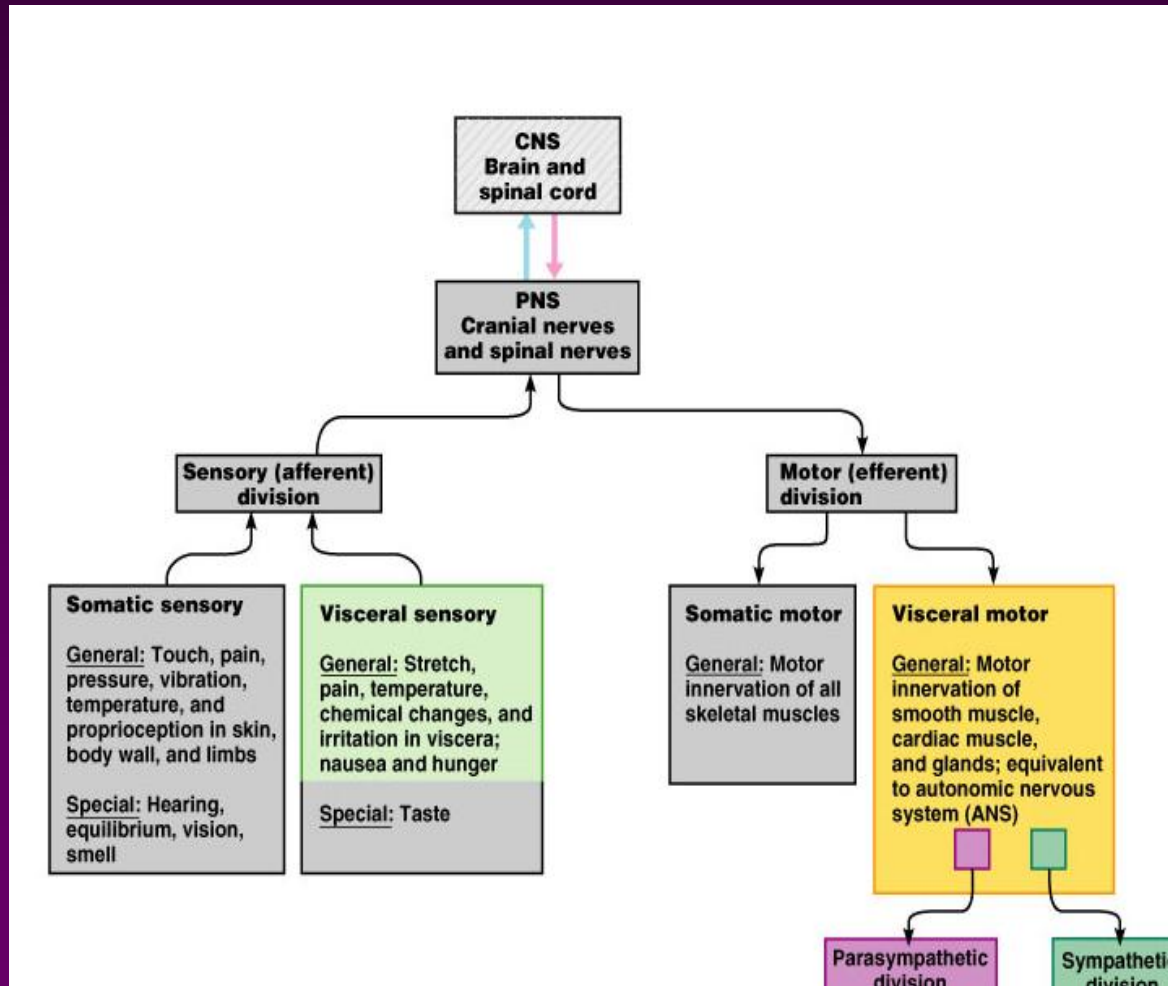 CNS
Brain and
spinal cord
PNS
Cranial nerves
and spinal nerves
Sensory (afferent)
division
Motor (efferent)
division
Somatic sensory
General: Touch, pain,
pressure, vibration,
temperature, and
proprioception in skin,
body wall, and limbs
Special: Hearing,
equilibrium, vision,
smell
Visceral sensory
General: Stretch,
pain, temperature,
chemical changes, and
irritation in viscera;
nausea and hunger
Special: Taste
Somatic motor
General: Motor
innervation of all
skeletal muscles
Visceral motor
General: Motor
innervation of
smooth muscle,
cardiac muscle,
and glands; equivalent
to autonomic nervous
system (ANS)
Parasympathetic
division
Sympatheti
division